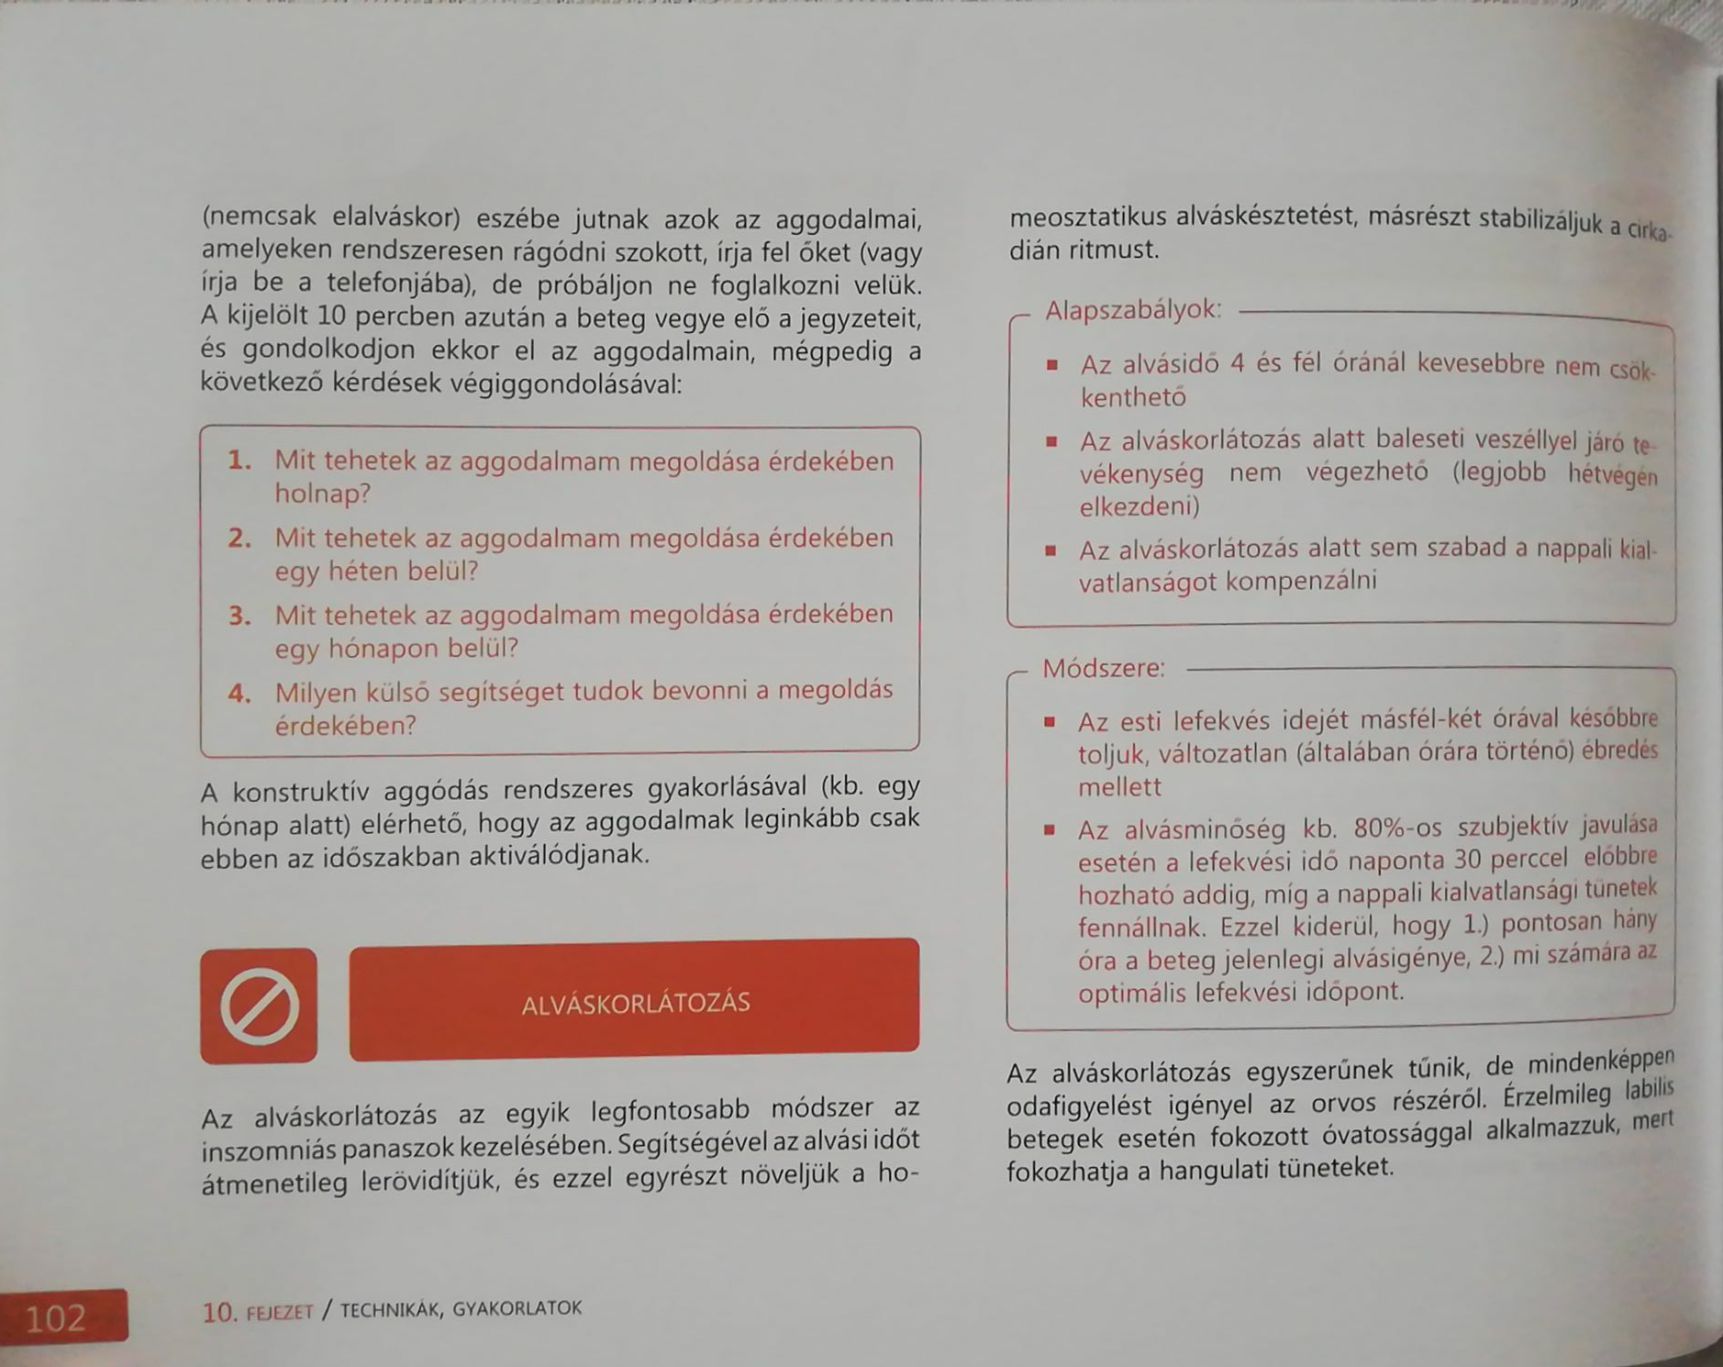 (nemcsak elalváskor) eszébe jutnak azok az aggodalmai,
amelyeken rendszeresen rágódni szokott, írja fel őket (vagy
írja be a telefonjába), de próbáljon ne foglalkozni velük.
A kijelölt 10 percben azután a beteg vegye elő a jegyzeteit,
és gondolkodjon ekkor el az aggodalmain, mégpedig a
következő kérdések végiggondolásával:
1. Mit tehetek az aggodalmam megoldása érdekében
holnap?
2. Mit tehetek az aggodalmam megoldása érdekében
egy héten belül?
3. Mit tehetek az aggodalmam megoldása érdekében
egy hónapon belül?
4. Milyen külső segítséget tudok bevonni a megoldás
érdekében?
A konstruktív aggódás rendszeres gyakorlásával (kb. egy
hónap alatt) elérhető, hogy az aggodalmak leginkább csak
ebben az időszakban aktiválódjanak.
ALVÁSKORLÁTOZÁS
Az alváskorlátozás az egyik legfontosabb módszer az
inszomniás panaszok kezelésében. Segítségével az alvási időt
átmenetileg lerövidítjük, és ezzel egyrészt növeljük a ho-
meosztatikus alváskésztetést, másrészt stabilizáljuk a cirka-
dián ritmust.
Alapszabályok:
▪ Az alvásidő 4 és fél óránál kevesebbre nem csök-
kenthető
▪ Az alváskorlátozás alatt baleseti veszéllyel járó te-
vékenység nem végezhető (legjobb hétvégén
elkezdeni)
▪ Az alváskorlátozás alatt sem szabad a nappali kial-
vatlanságot kompenzálni
Módszere:
▪ Az esti lefekvés idejét másfél-két órával későbbre
toljuk, változatlan (általában órára történő) ébredés
mellett
▪ Az alvásminőség kb. 80%-os szubjektív javulása
esetén a lefekvési idő naponta 30 perccel előbbre
hozható addig, míg a nappali kialvatlansági tünetek
fennállnak. Ezzel kiderül, hogy 1.) pontosan hány
óra a beteg jelenlegi alvásigénye, 2.) mi számára az
optimális lefekvési időpont.
Az alváskorlátozás egyszerűnek tűnik, de mindenképpen
odafigyelést igényel az orvos részéről. Érzelmileg labilis
betegek esetén fokozott óvatossággal alkalmazzuk, mert
fokozhatja a hangulati tüneteket.
102
10. FEJEZET / TECHNIKÁK, GYAKORLATOK